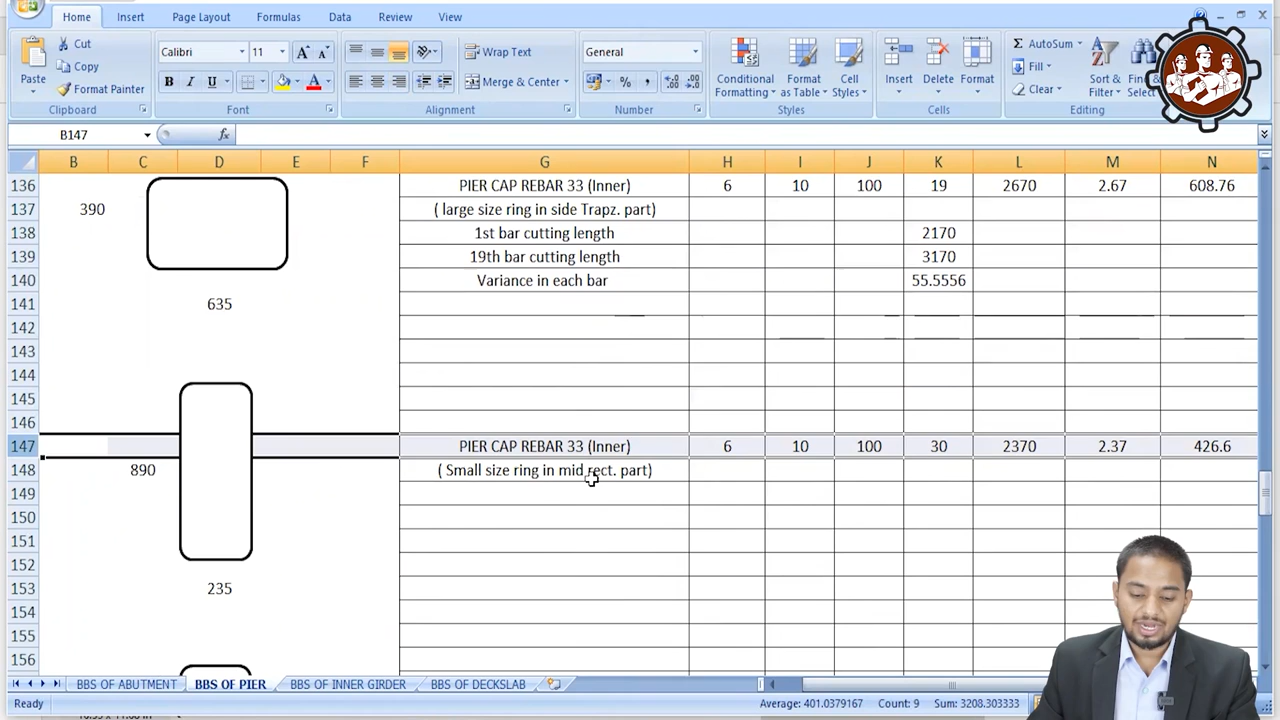 Home Insert Page Layout Formulas Data Review View
Cut
Copy
Format Painter
Paste
Clipboard
Calibri 11
B I U
Font
Wrap Text
Merge & Center
Alignment
General
Number
Conditional Formatting
Format as Table
Cell Styles
Styles
Insert Delete Format
Cells
AutoSum
Fill
Clear
Sort & Filter
Select
Editing
B147 fx
B C D E F G H I J K L M N
136 PIER CAP REBAR 33 (Inner) 6 10 100 19 2670 2.67 608.76
137 390 ( large size ring in side Trapz. part)
138 1st bar cutting length 2170
139 19th bar cutting length 3170
140 Variance in each bar 55.5556
141 635
142
143
144
145
146
147 PIER CAP REBAR 33 (Inner) 6 10 100 30 2370 2.37 426.6
148 890 ( Small size ring in mid rect. part)
149
150
151
152
153 235
154
155
156
BBS OF ABUTMENT BBS OF PIER BBS OF INNER GIRDER BBS OF DECKSLAB
Ready Average: 401.0379167 Count: 9 Sum: 3208.303333